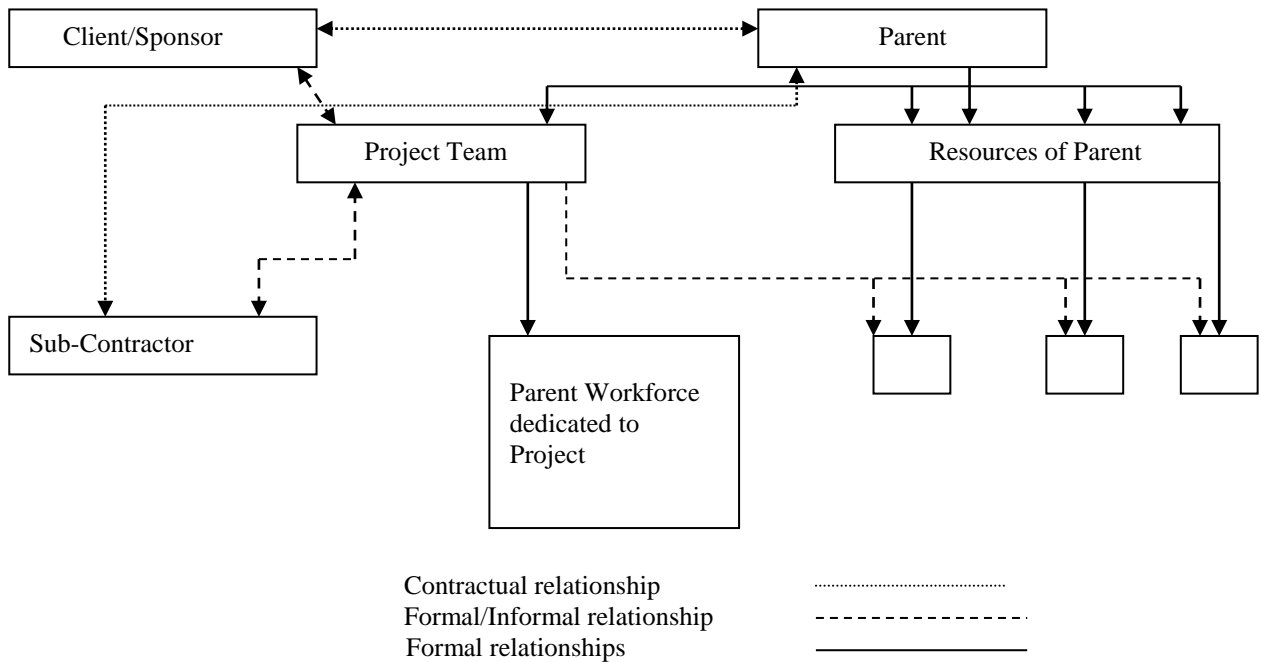 Client/Sponsor
Parent
Project Team
Resources of Parent
Sub-Contractor
Parent Workforce
dedicated to
Project
Contractual relationship
Formal/Informal relationship
Formal relationships